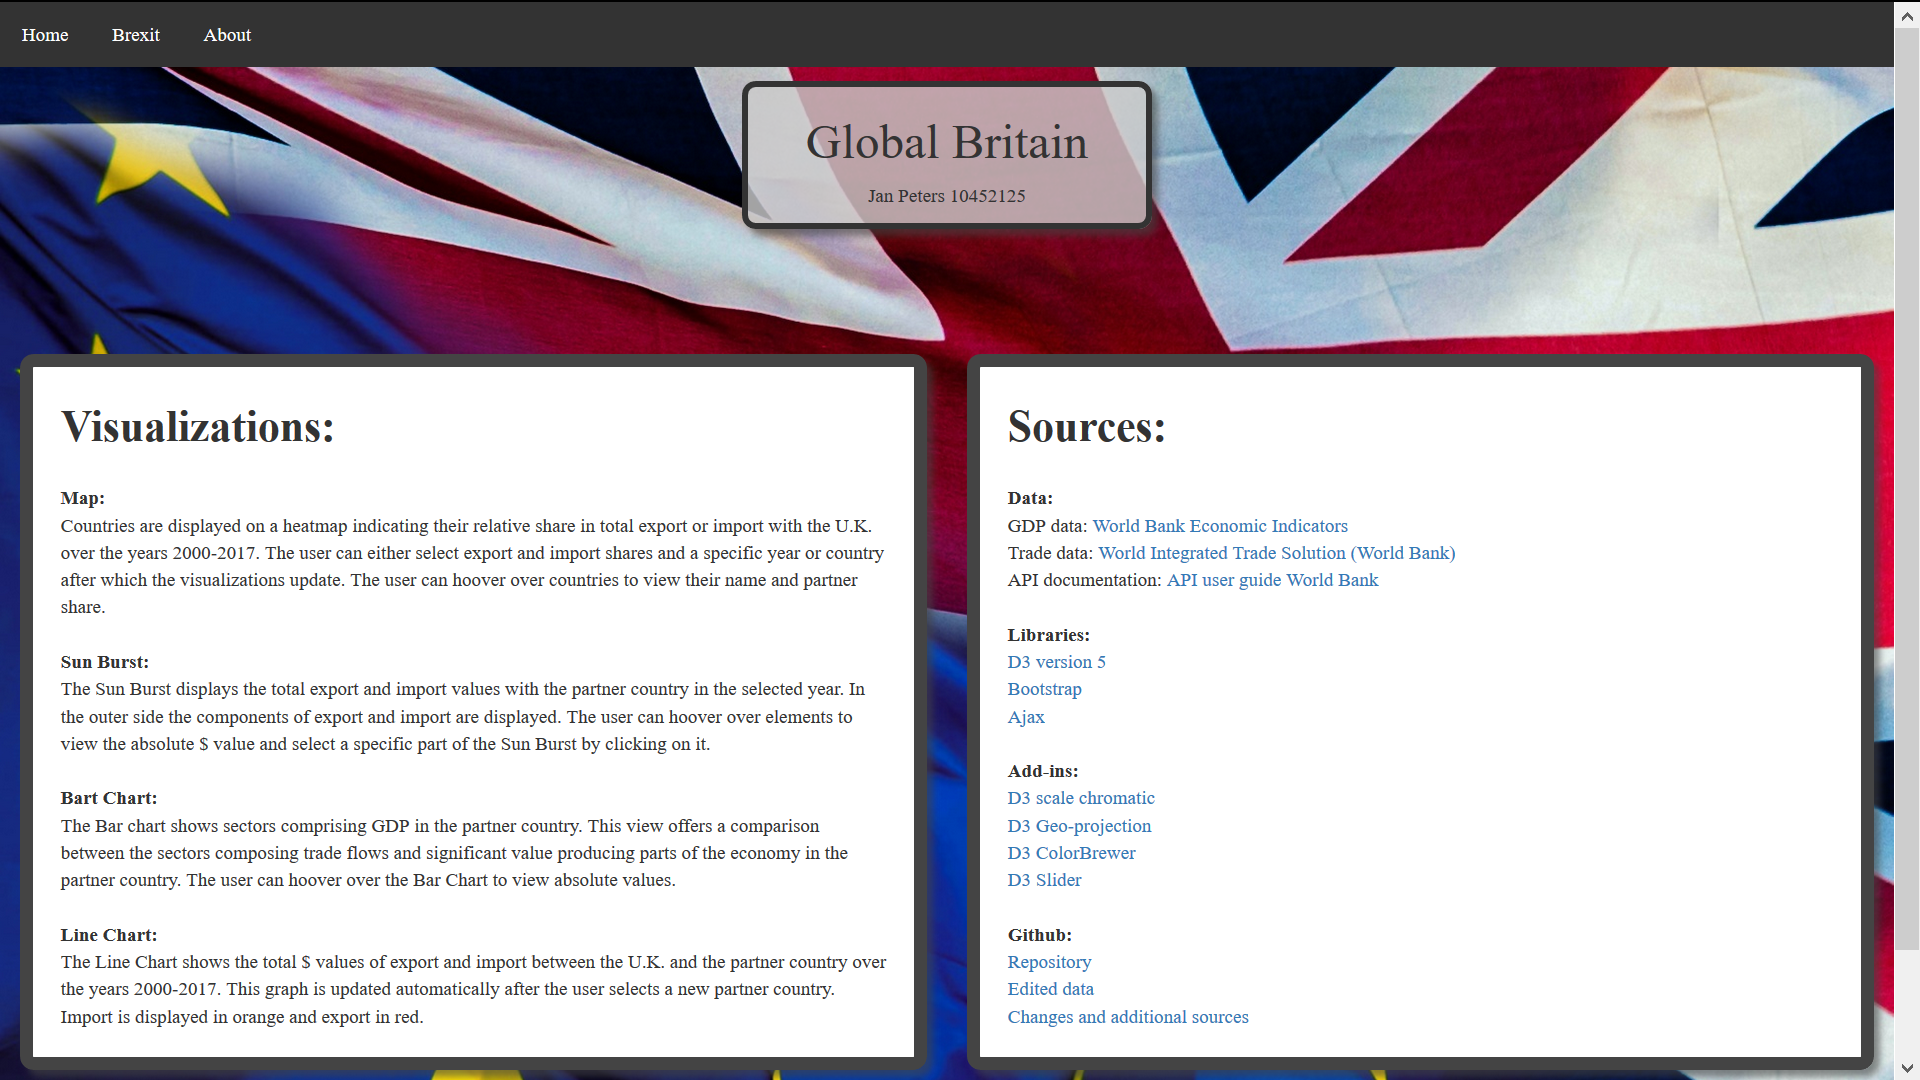 Home Brexit About
Global Britain
Jan Peters 10452125
Visualizations:
Map:
Countries are displayed on a heatmap indicating their relative share in total export or import with the U.K.
over the years 2000-2017. The user can either select export and import shares and a specific year or country
after which the visualizations update. The user can hoover over countries to view their name and partner
share.
Sun Burst:
The Sun Burst displays the total export and import values with the partner country in the selected year. In
the outer side the components of export and import are displayed. The user can hoover over elements to
view the absolute $ value and select a specific part of the Sun Burst by clicking on it.
Bart Chart:
The Bar chart shows sectors comprising GDP in the partner country. This view offers a comparison
between the sectors composing trade flows and significant value producing parts of the economy in the
partner country. The user can hoover over the Bar Chart to view absolute values.
Line Chart:
The Line Chart shows the total $ values of export and import between the U.K. and the partner country over
the years 2000-2017. This graph is updated automatically after the user selects a new partner country.
Import is displayed in orange and export in red.
Sources:
Data:
GDP data: World Bank Economic Indicators
Trade data: World Integrated Trade Solution (World Bank)
API documentation: API user guide World Bank
Libraries:
D3 version 5
Bootstrap
Ajax
Add-ins:
D3 scale chromatic
D3 Geo-projection
D3 ColorBrewer
D3 Slider
Github:
Repository
Edited data
Changes and additional sources